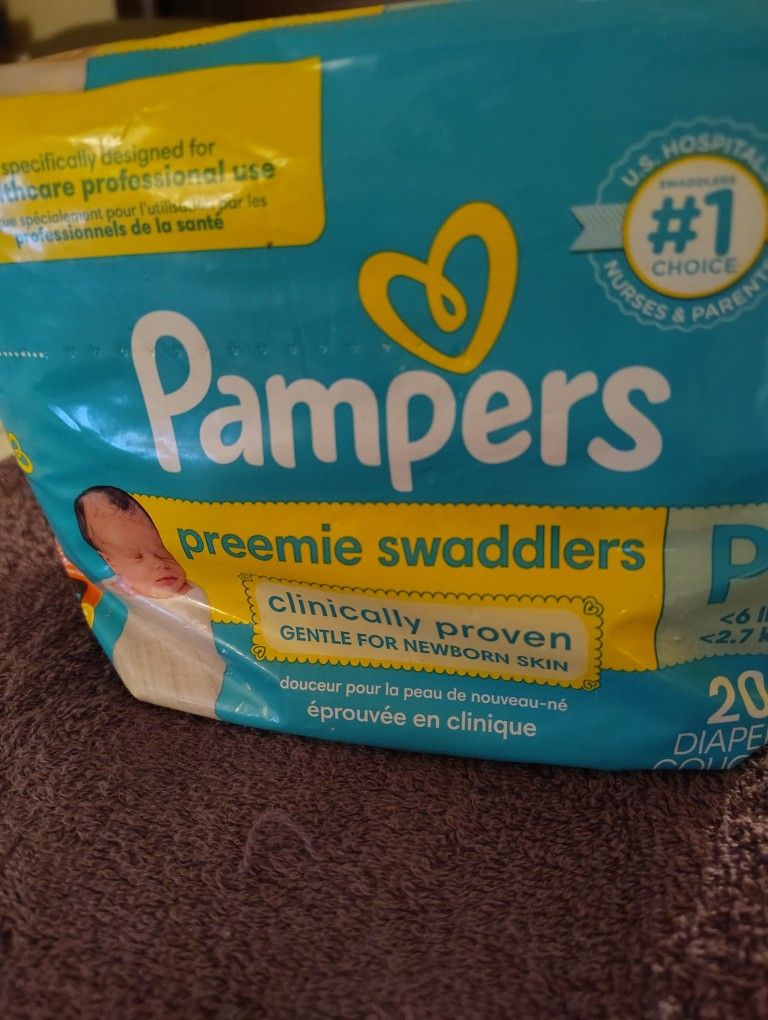 specifically designed for
thcare professional use
ue spécialement pour l'utilisation par les
professionnels de la santé
U.S. HOSPITALS
SWADDLERS
#1
CHOICE
NURSES & PARENT
Pampers
preemie swaddlers
P
<6 l
<2.7 k
clinically proven
GENTLE FOR NEWBORN SKIN
douceur pour la peau de nouveau-né
éprouvée en clinique
20
DIAPE
COUC